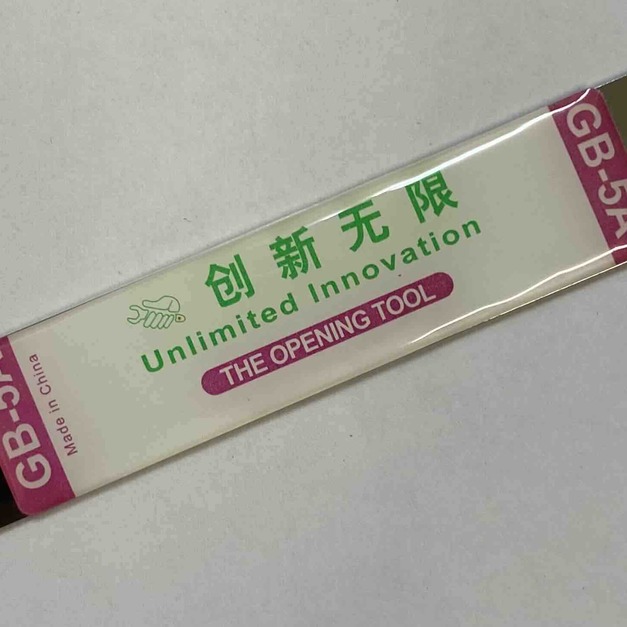 GB-5A
Made in China
创新无限
Unlimited Innovation
THE OPENING TOOL
GB-5A